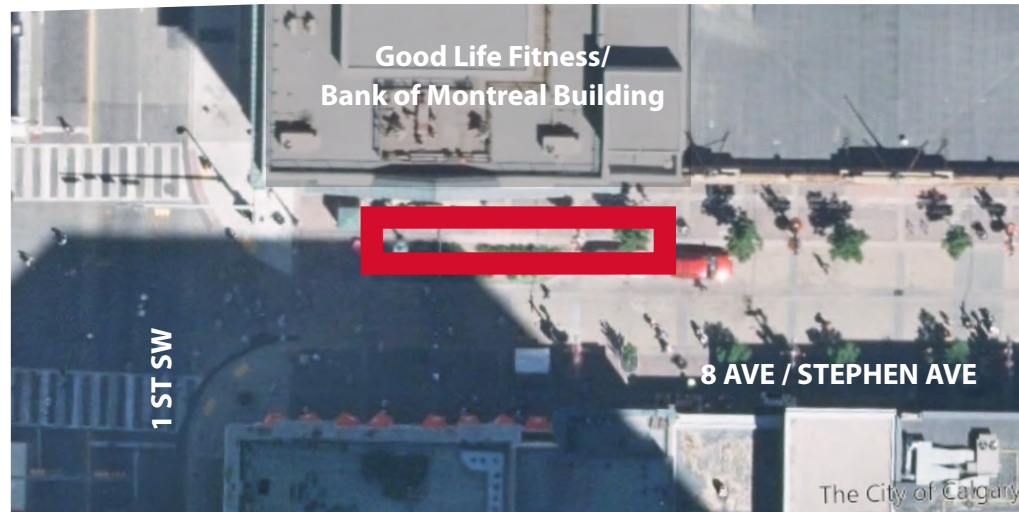 Good Life Fitness/
Bank of Montreal Building
1 ST SW
8 AVE / STEPHEN AVE
The City of Calgary